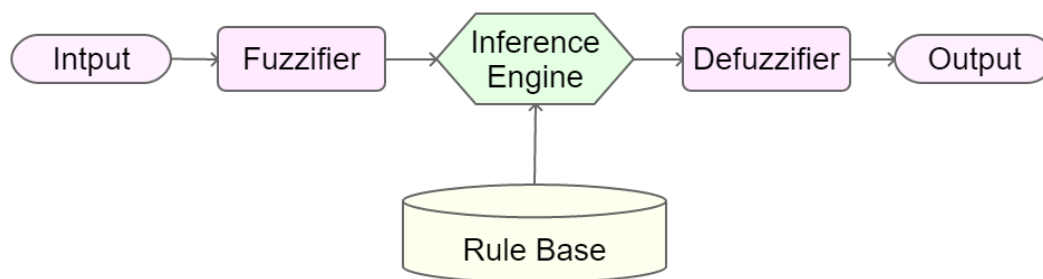 Intput
Fuzzifier
Inference
Engine
Defuzzifier
Output
Rule Base